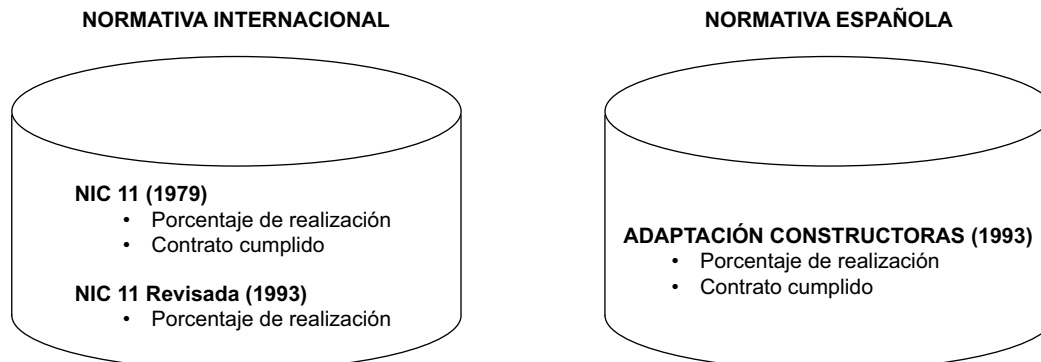 NORMATIVA INTERNACIONAL
NIC 11 (1979)
• Porcentaje de realización
• Contrato cumplido
NIC 11 Revisada (1993)
• Porcentaje de realización
NORMATIVA ESPAÑOLA
ADAPTACIÓN CONSTRUCTORAS (1993)
• Porcentaje de realización
• Contrato cumplido